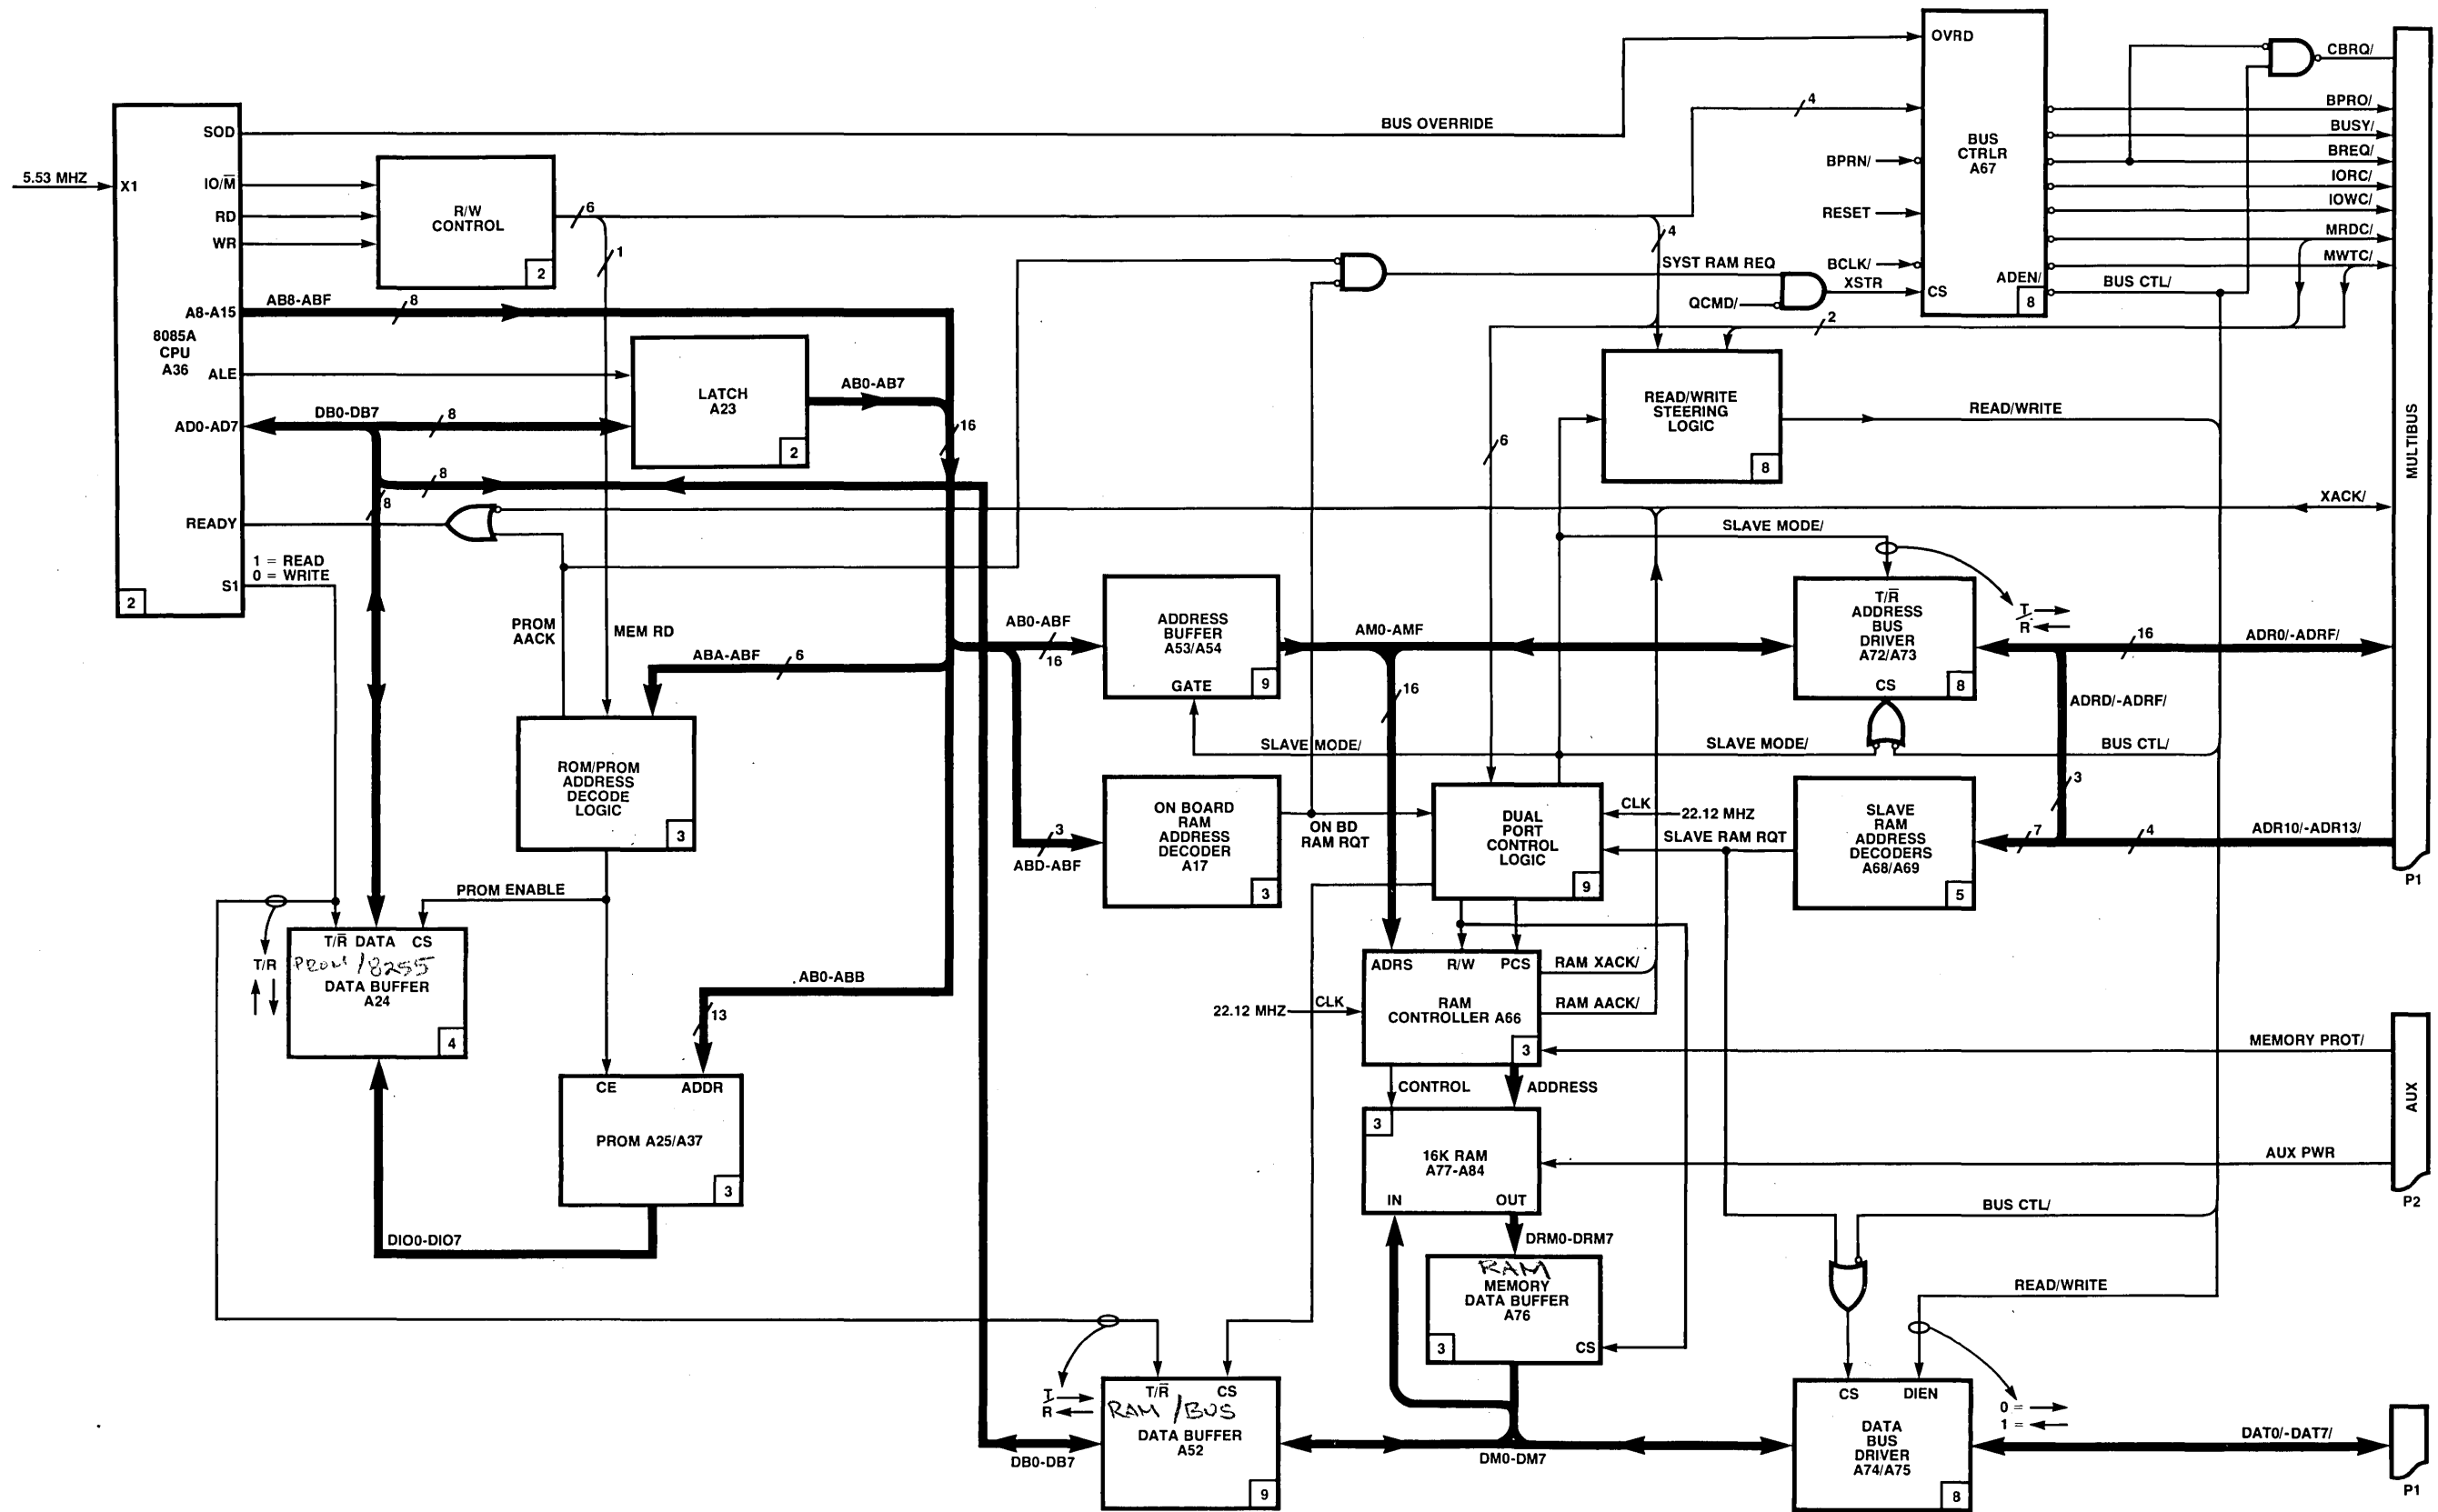 OVRD
CBRQ/
BUS OVERRIDE
4
BPRO/
BUSY/
BREQ/
IORC/
IOWC/
MRDC/
MWTC/
BUS
CTRLR
A67
BPRN/
RESET
BCLK/
CS
ADEN/
8
BUS CTL/
5.53 MHZ
X1
SOD
IO/M̅
RD
WR
A8-A15
8085A
CPU
A36
ALE
AD0-AD7
READY
S1
2
1 = READ
0 = WRITE
R/W
CONTROL
2
6
1
4
SYST RAM REQ
QCMD/
XSTR
2
AB8-ABF
8
LATCH
A23
2
AB0-AB7
16
DB0-DB7
8
8
8
READ/WRITE
STEERING
LOGIC
8
READ/WRITE
6
MULTIBUS
XACK/
SLAVE MODE/
PROM
AACK
MEM RD
ABA-ABF
6
AB0-ABF
16
ADDRESS
BUFFER
A53/A54
GATE
9
AM0-AMF
16
T/R̅
ADDRESS
BUS
DRIVER
A72/A73
CS
8
T
R
16
ADR0/-ADRF/
ADRD/-ADRF/
3
SLAVE MODE/
SLAVE MODE/
BUS CTL/
ROM/PROM
ADDRESS
DECODE
LOGIC
3
3
ABD-ABF
ON BOARD
RAM
ADDRESS
DECODER
A17
3
ON BD
RAM RQT
DUAL
PORT
CONTROL
LOGIC
9
CLK
22.12 MHZ
SLAVE RAM RQT
SLAVE
RAM
ADDRESS
DECODERS
A68/A69
5
7
4
ADR10/-ADR13/
P1
PROM ENABLE
T/R̅ DATA CS
PROM/8255
DATA BUFFER
A24
4
T/R
AB0-ABB
13
CE
ADDR
PROM A25/A37
3
DIO0-DIO7
ADRS
R/W
PCS
RAM
CONTROLLER A66
3
22.12 MHZ
CLK
RAM XACK/
RAM AACK/
MEMORY PROT/
CONTROL
ADDRESS
3
16K RAM
A77-A84
IN
OUT
AUX PWR
AUX
P2
DRM0-DRM7
RAM
MEMORY
DATA BUFFER
A76
3
CS
BUS CTL/
READ/WRITE
T
R
T/R̅
CS
RAM/BUS
DATA BUFFER
A52
9
DB0-DB7
DM0-DM7
CS
DIEN
DATA
BUS
DRIVER
A74/A75
8
0 =
1 =
DAT0/-DAT7/
P1